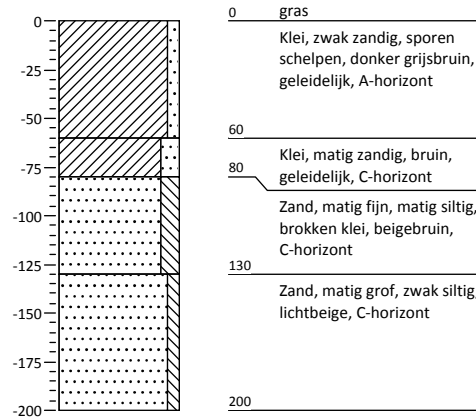 0
-25
-50
-75
-100
-125
-150
-175
-200
0 gras
Klei, zwak zandig, sporen
schelpen, donker grijsbruin,
geleidelijk, A-horizont
60
Klei, matig zandig, bruin,
80 geleidelijk, C-horizont
Zand, matig fijn, matig siltig,
brokken klei, beigebruin,
C-horizont
130
Zand, matig grof, zwak siltig,
lichtbeige, C-horizont
200